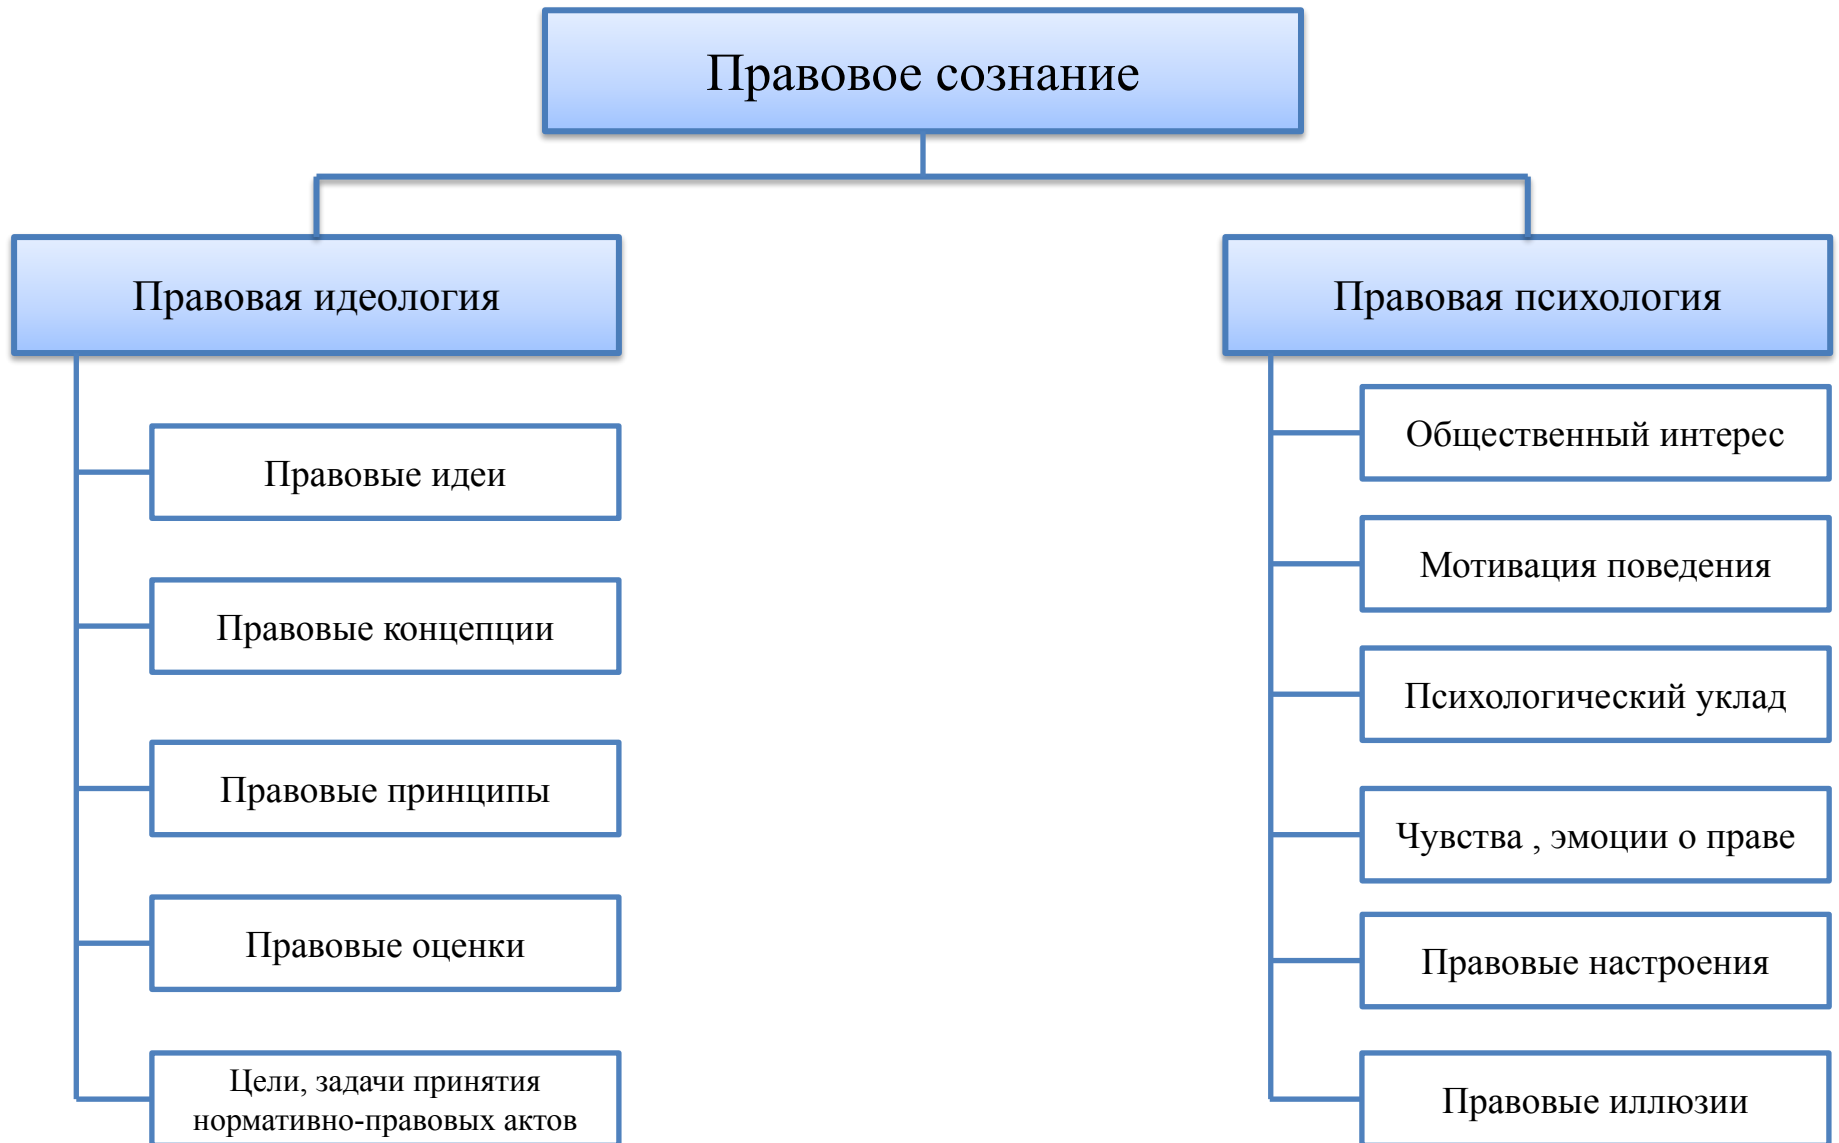 Правовое сознание
Правовая идеология
Правовые идеи
Правовые концепции
Правовые принципы
Правовые оценки
Цели, задачи принятия
нормативно-правовых актов
Правовая психология
Общественный интерес
Мотивация поведения
Психологический уклад
Чувства , эмоции о праве
Правовые настроения
Правовые иллюзии